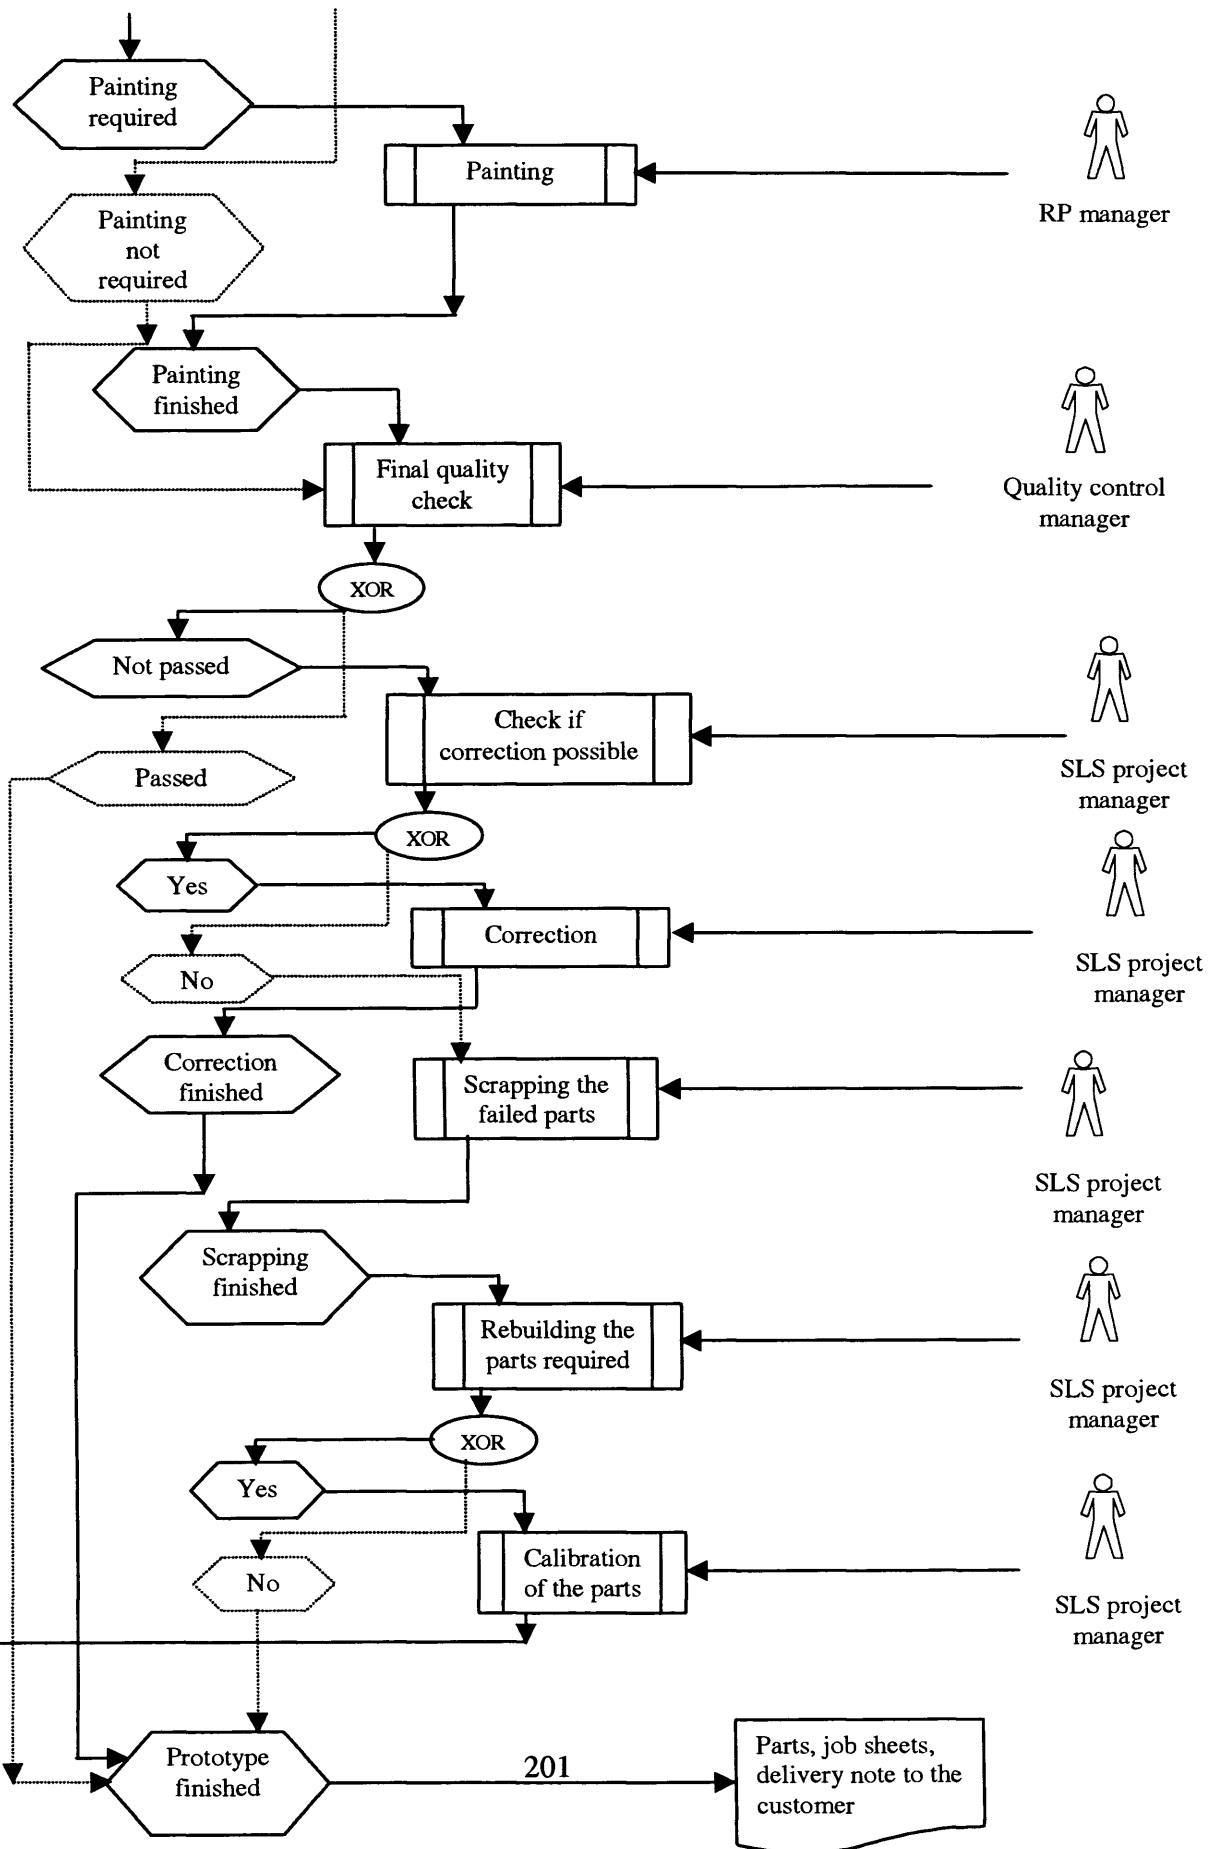 Painting
required
Painting
RP manager
Painting
not
required
Painting
finished
Final quality
check
Quality control
manager
XOR
Not passed
Check if
correction possible
SLS project
manager
Passed
XOR
Yes
Correction
SLS project
manager
No
Correction
finished
Scrapping the
failed parts
SLS project
manager
Scrapping
finished
Rebuilding the
parts required
SLS project
manager
XOR
Yes
Calibration
of the parts
SLS project
manager
No
Prototype
finished
201
Parts, job sheets,
delivery note to the
customer